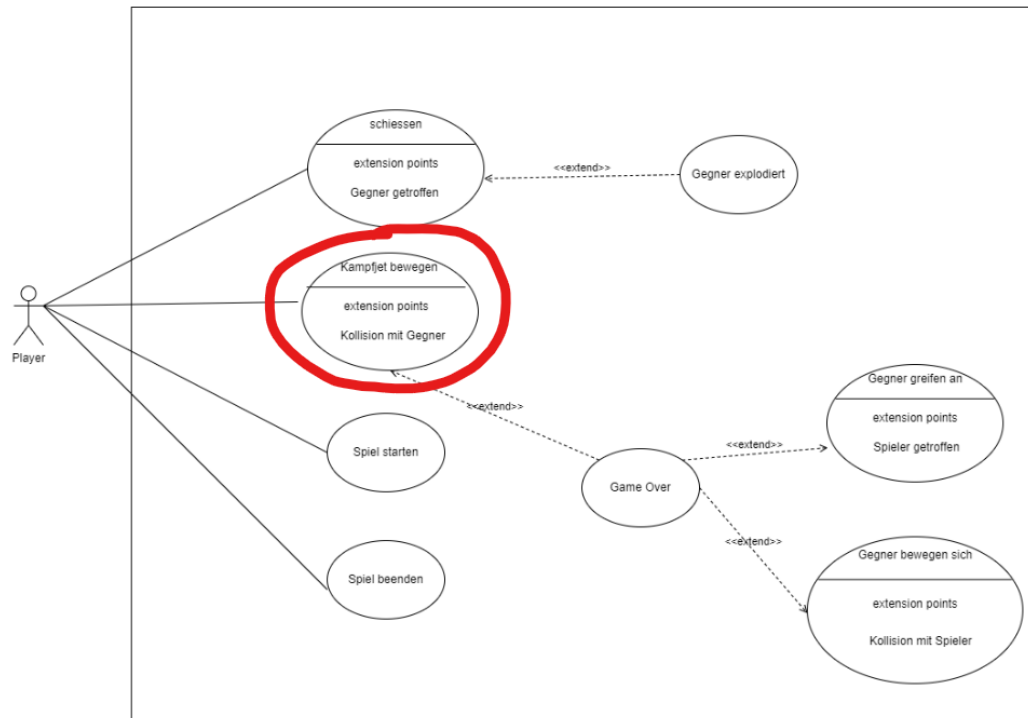 schiessen
extension points
Gegner getroffen
<<extend>>
Gegner explodiert
Kampfjet bewegen
extension points
Kollision mit Gegner
Player
<<extend>>
Gegner greifen an
extension points
Spieler getroffen
<<extend>>
Spiel starten
Game Over
<<extend>>
Gegner bewegen sich
extension points
Kollision mit Spieler
Spiel beenden